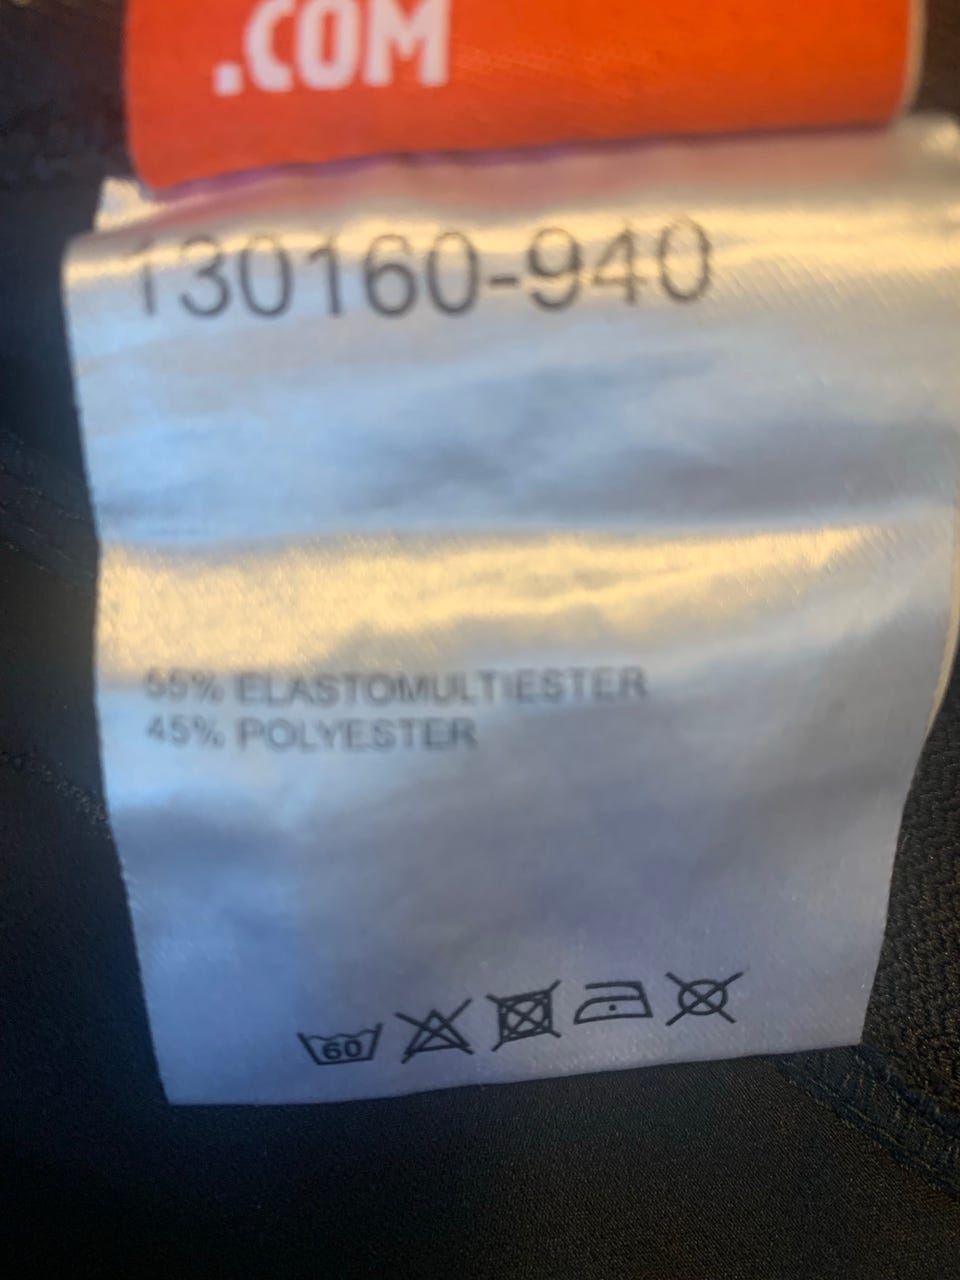 .COM
130160-940
55% ELASTOMULTIESTER
45% POLYESTER
60